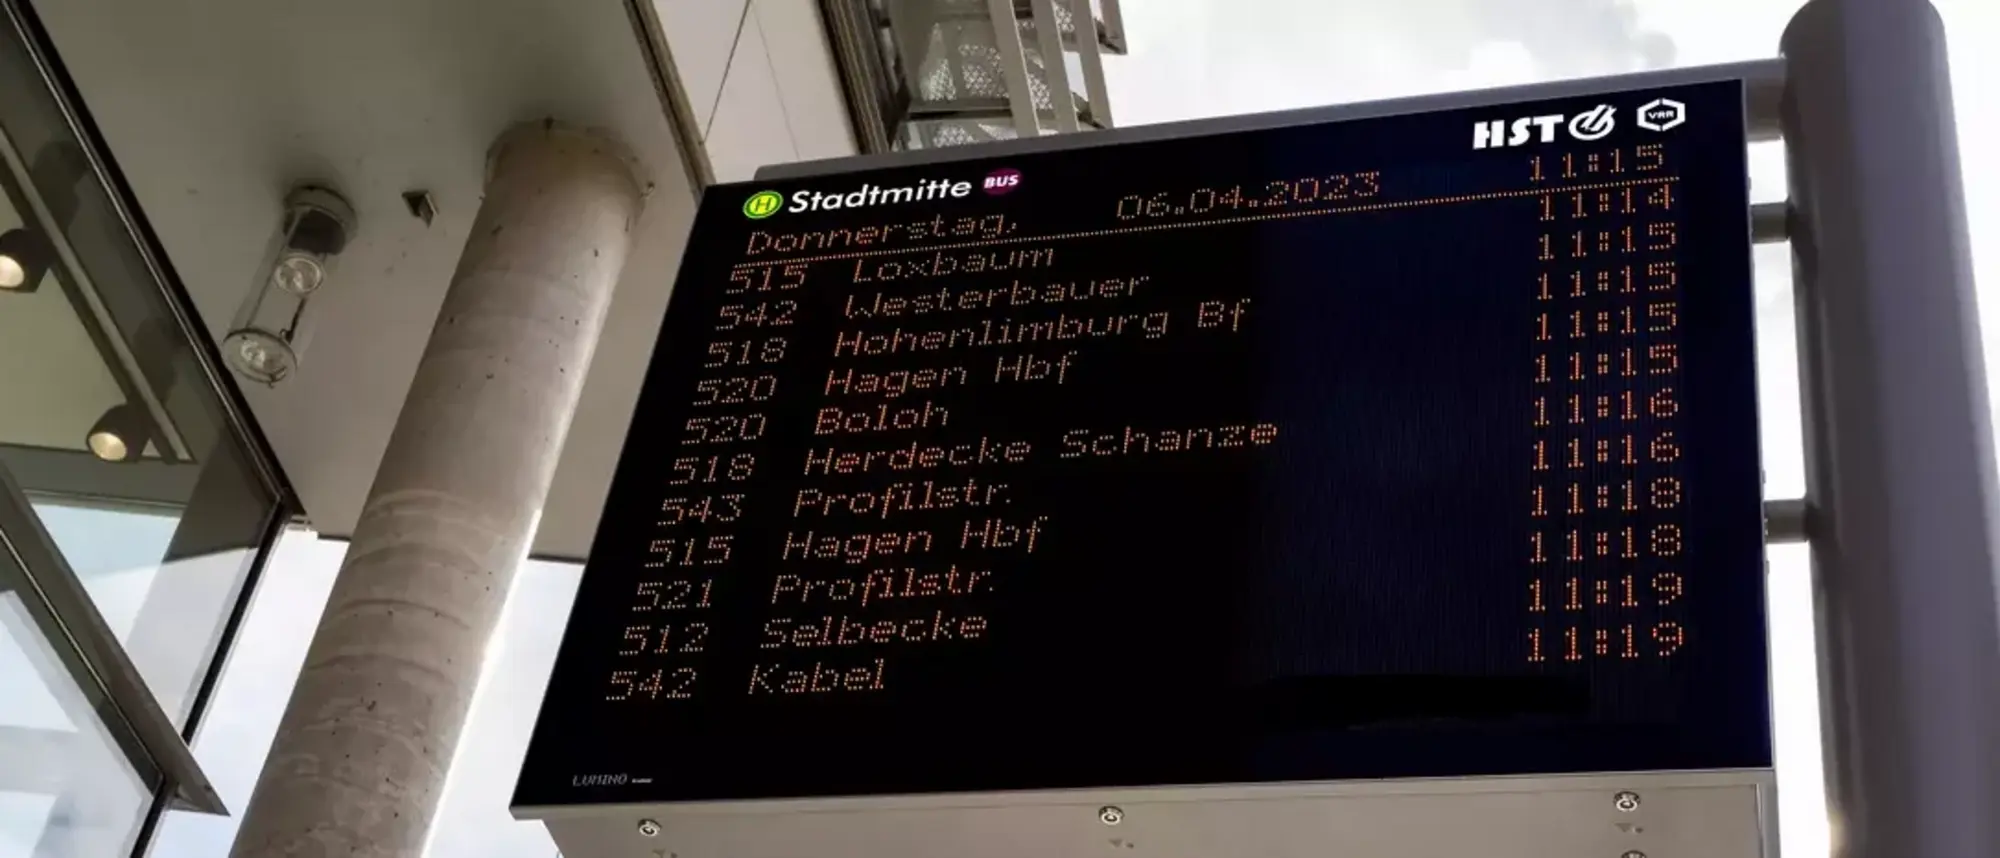 H Stadtmitte BUS HST VRR
Donnerstag, 06.04.2023 11:15
515 Loxbaum 11:14
542 Westerbauer 11:15
518 Hohenlimburg Bf 11:15
520 Hagen Hbf 11:15
520 Boloh 11:15
518 Herdecke Schanze 11:16
543 Profilstr. 11:16
515 Hagen Hbf 11:18
521 Profilstr. 11:18
512 Selbecke 11:19
542 Kabel 11:19
LUMINO